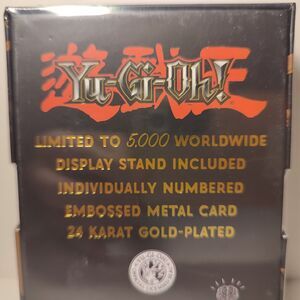 遊戯王
Yu-Gi-Oh!
LIMITED TO 5,000 WORLDWIDE
DISPLAY STAND INCLUDED
INDIVIDUALLY NUMBERED
EMBOSSED METAL CARD
24 KARAT GOLD-PLATED